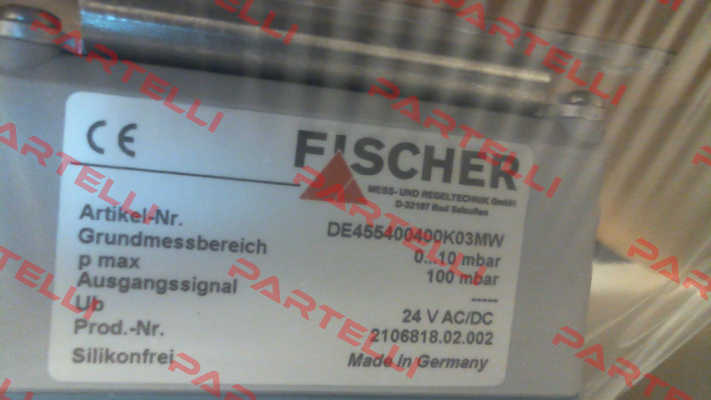 CE
FISCHER
MESS- UND REGELTECHNIK GmbH
D-32107 Bad Salzuflen
Artikel-Nr. DE455400400K03MW
Grundmessbereich 0...10 mbar
p max 100 mbar
Ausgangssignal -----
Ub 24 V AC/DC
Prod.-Nr. 2106818.02.002
Silikonfrei Made in Germany
PARTELLI
PARTELLI
PARTELLI
PARTELLI
PARTELLI
PARTELLI
PARTELLI
PARTELLI